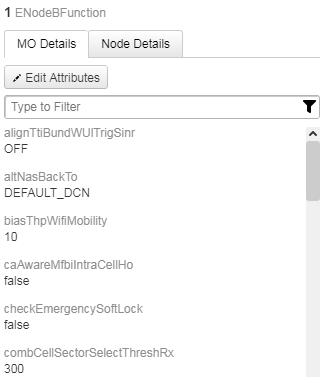 1 ENodeBFunction
MO Details
Node Details
Edit Attributes
Type to Filter
alignTtiBundWUlTrigSinr
OFF
altNasBackTo
DEFAULT_DCN
biasThpWifiMobility
10
caAwareMfbiIntraCellHo
false
checkEmergencySoftLock
false
combCellSectorSelectThreshRx
300